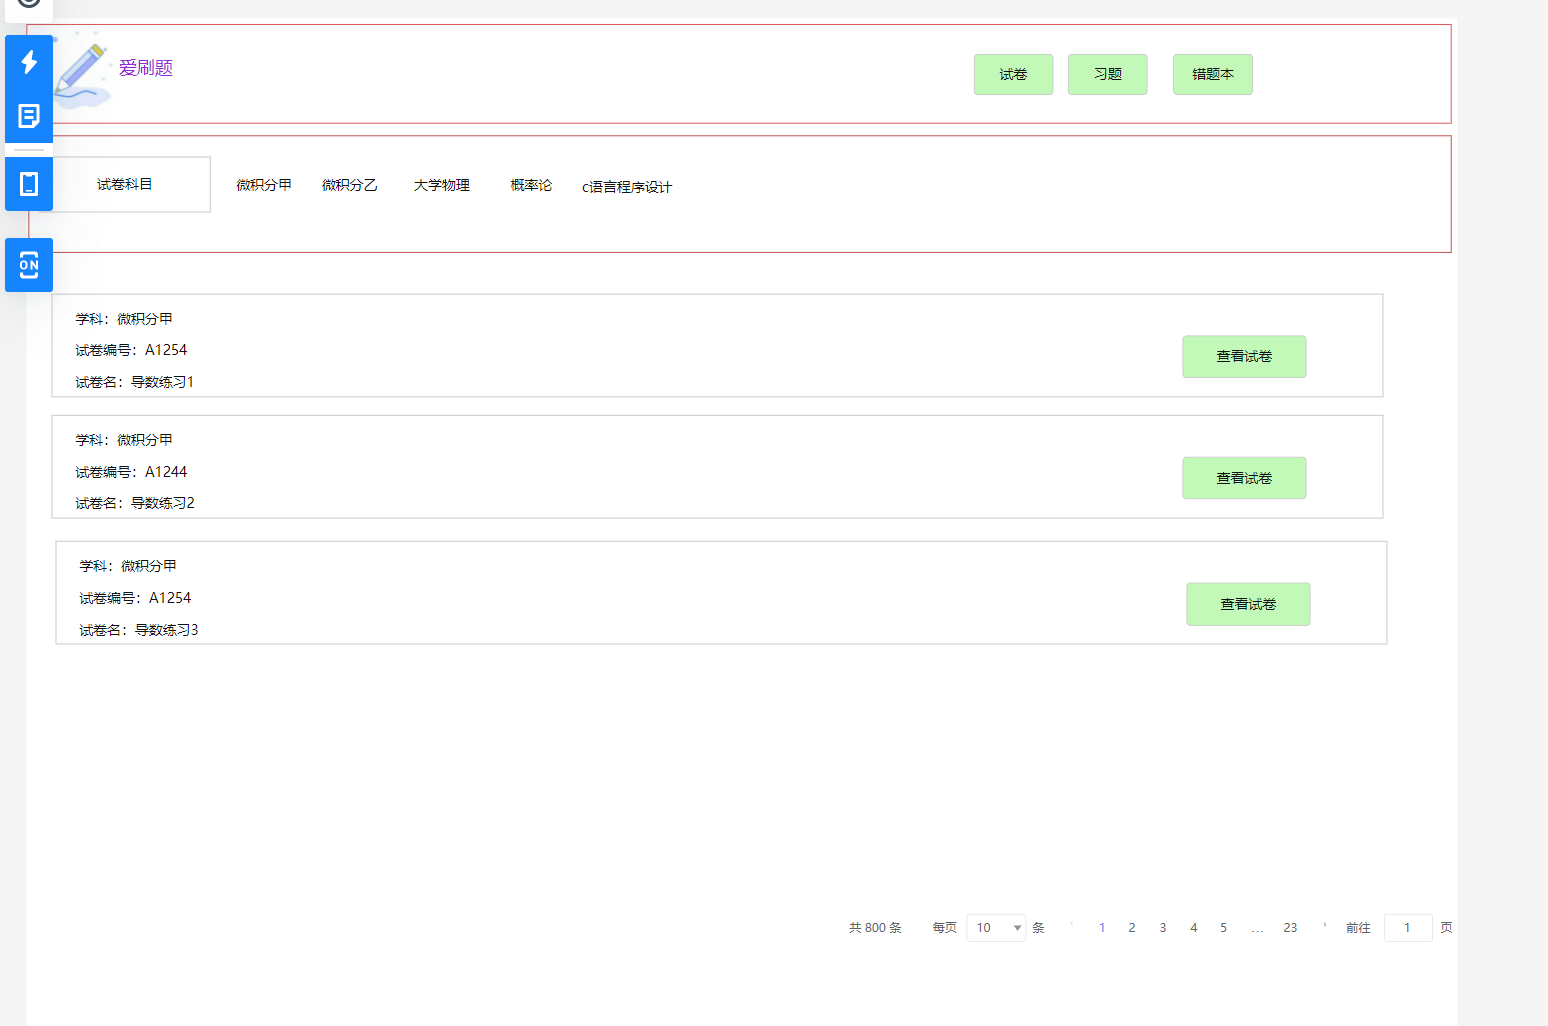 爱刷题
试卷 习题 错题本
试卷科目 微积分甲 微积分乙 大学物理 概率论 c语言程序设计
ON
学科：微积分甲
试卷编号：A1254
试卷名：导数练习1
查看试卷
学科：微积分甲
试卷编号：A1244
试卷名：导数练习2
查看试卷
学科：微积分甲
试卷编号：A1254
试卷名：导数练习3
查看试卷
共 800 条 每页 10 条 1 2 3 4 5 ... 23 前往 1 页